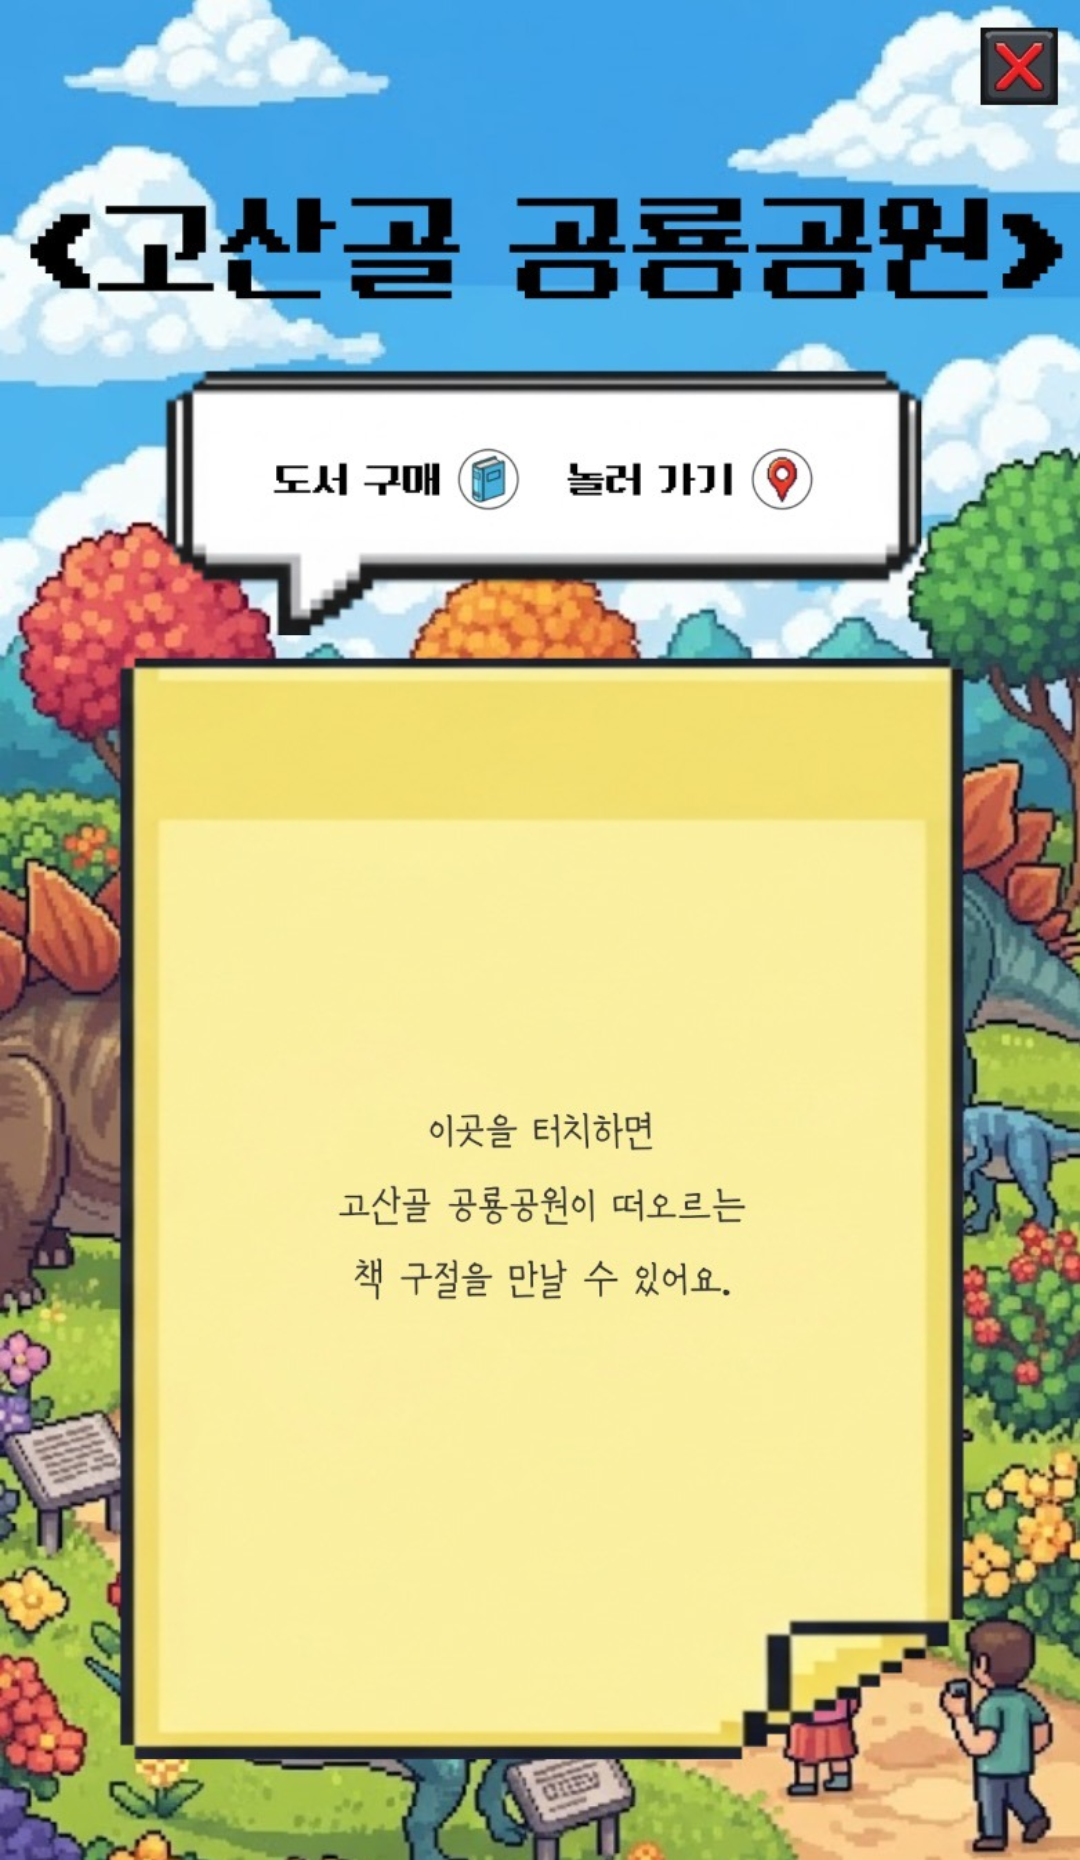 <고산골 공룡공원>
도서 구매 놀러 가기
이곳을 터치하면
고산골 공룡공원이 떠오르는
책 구절을 만날 수 있어요.